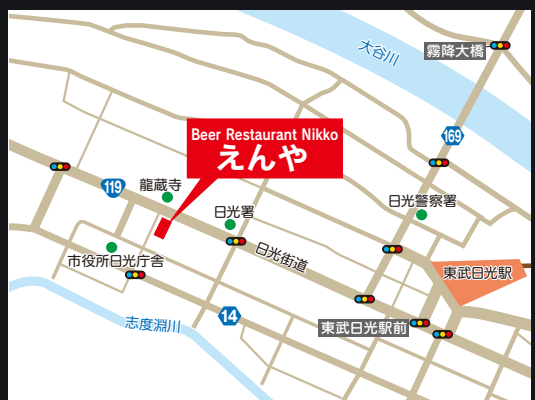 大谷川
霧降大橋
169
Beer Restaurant Nikko
えんや
119
龍蔵寺
日光署
日光警察署
市役所日光庁舎
日光街道
東武日光駅
志度淵川
14
東武日光駅前